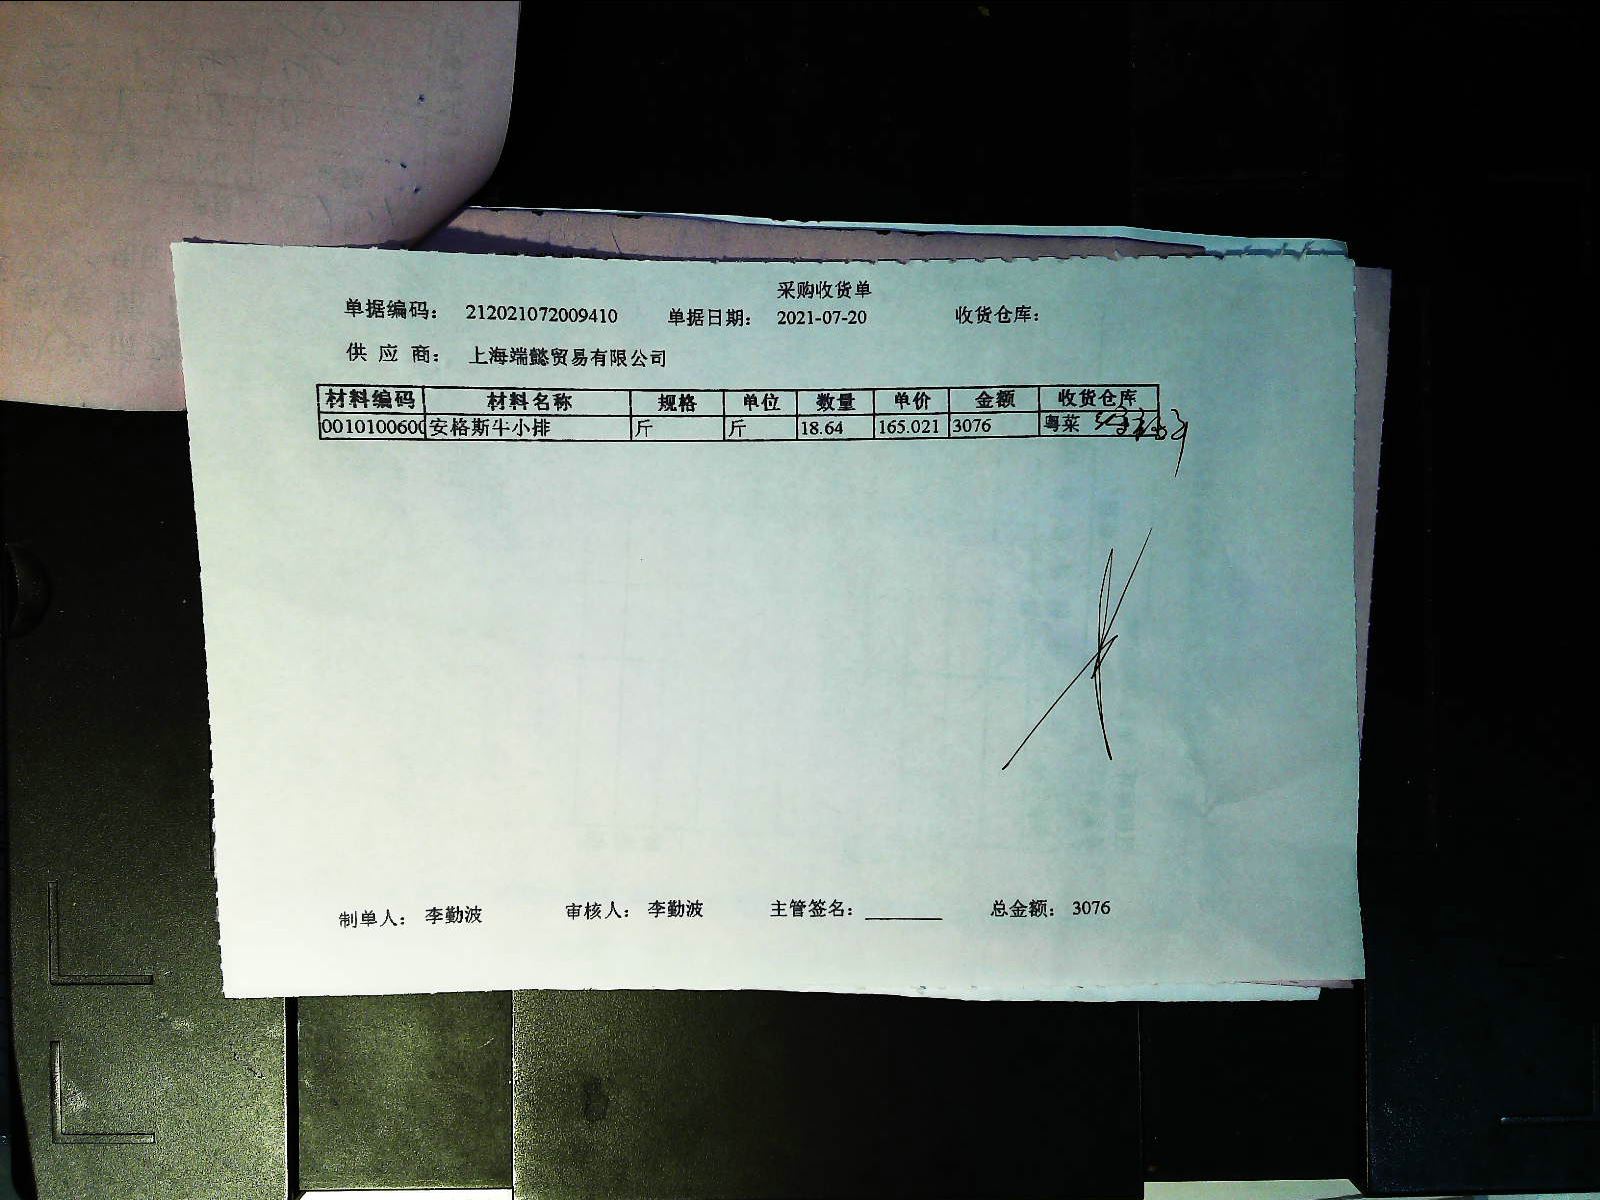 采购收货单
单据编码： 212021072009410 单据日期： 2021-07-20 收货仓库：
供 应 商： 上海端懿贸易有限公司
材料编码 材料名称 规格 单位 数量 单价 金额 收货仓库
0010100600 安格斯牛小排 斤 斤 18.64 165.021 3076 粤菜
制单人： 李勤波 审核人： 李勤波 主管签名： 总金额： 3076